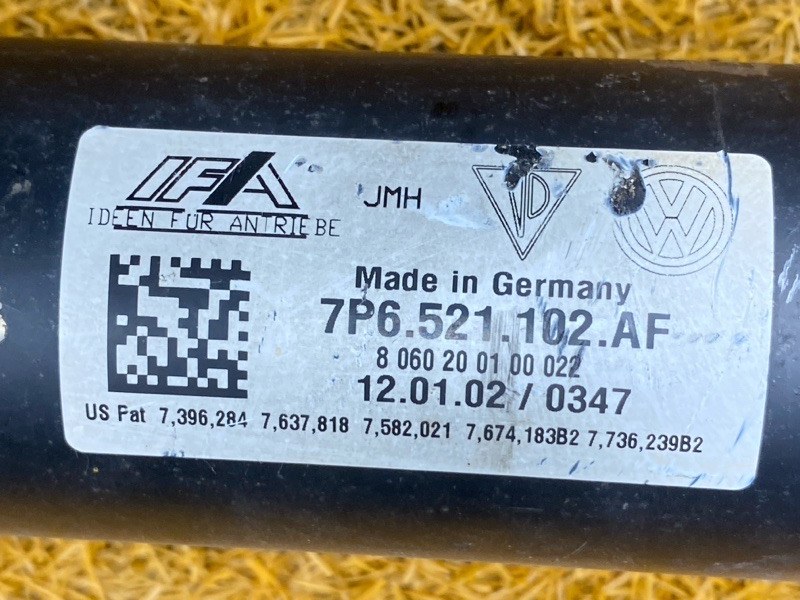 IFA
IDEEN FÜR ANTRIEBE
JMH
VD
VW
Made in Germany
7P6.521.102.AF
8 060 20 01 00 022
12.01.02 / 0347
US Pat 7,396,284 7,637,818 7,582,021 7,674,183B2 7,736,239B2